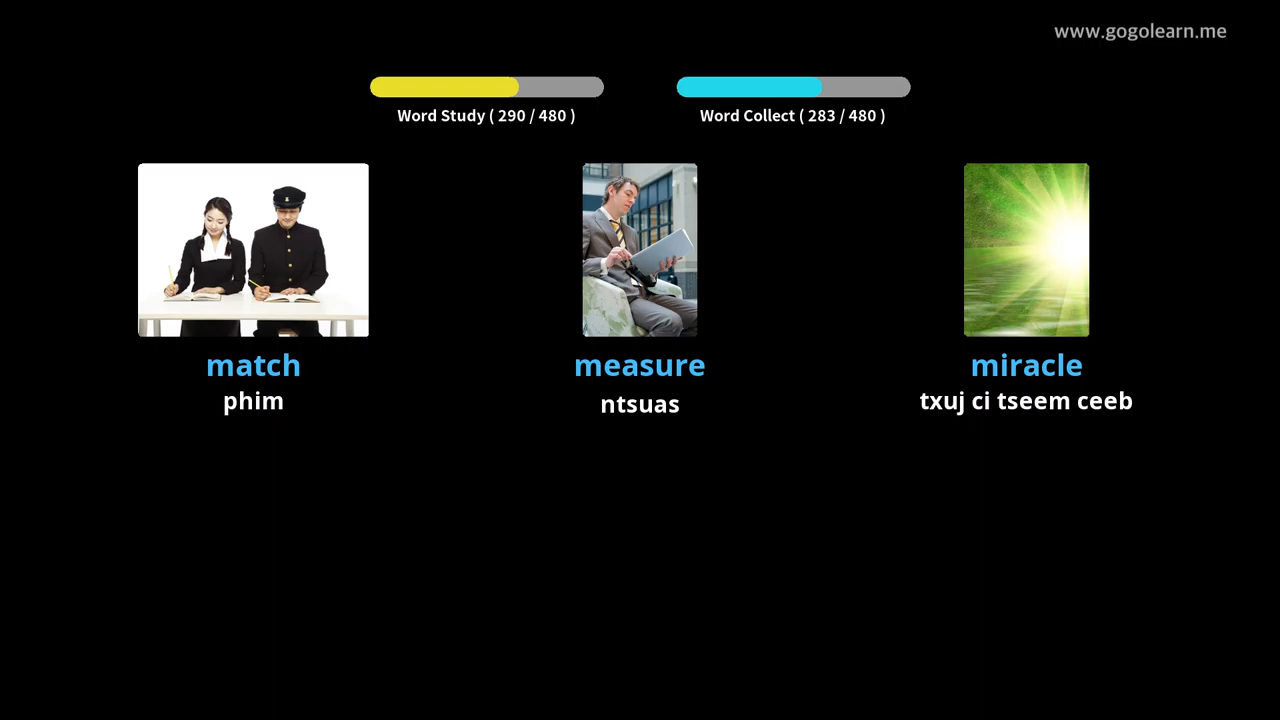 www.gogolearn.me
Word Study ( 290 / 480 )
Word Collect ( 283 / 480 )
match
phim
measure
ntsuas
miracle
txuj ci tseem ceeb